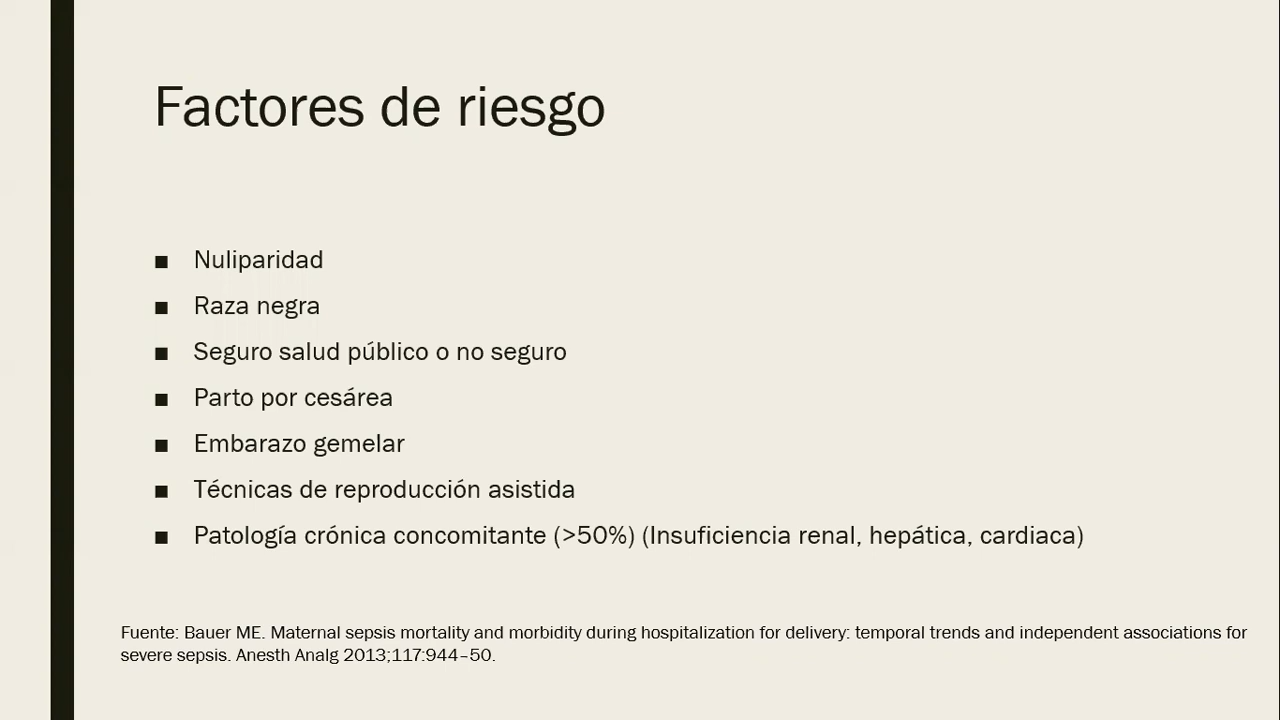 Factores de riesgo
■ Nuliparidad
■ Raza negra
■ Seguro salud público o no seguro
■ Parto por cesárea
■ Embarazo gemelar
■ Técnicas de reproducción asistida
■ Patología crónica concomitante (>50%) (Insuficiencia renal, hepática, cardiaca)
Fuente: Bauer ME. Maternal sepsis mortality and morbidity during hospitalization for delivery: temporal trends and independent associations for
severe sepsis. Anesth Analg 2013;117:944–50.